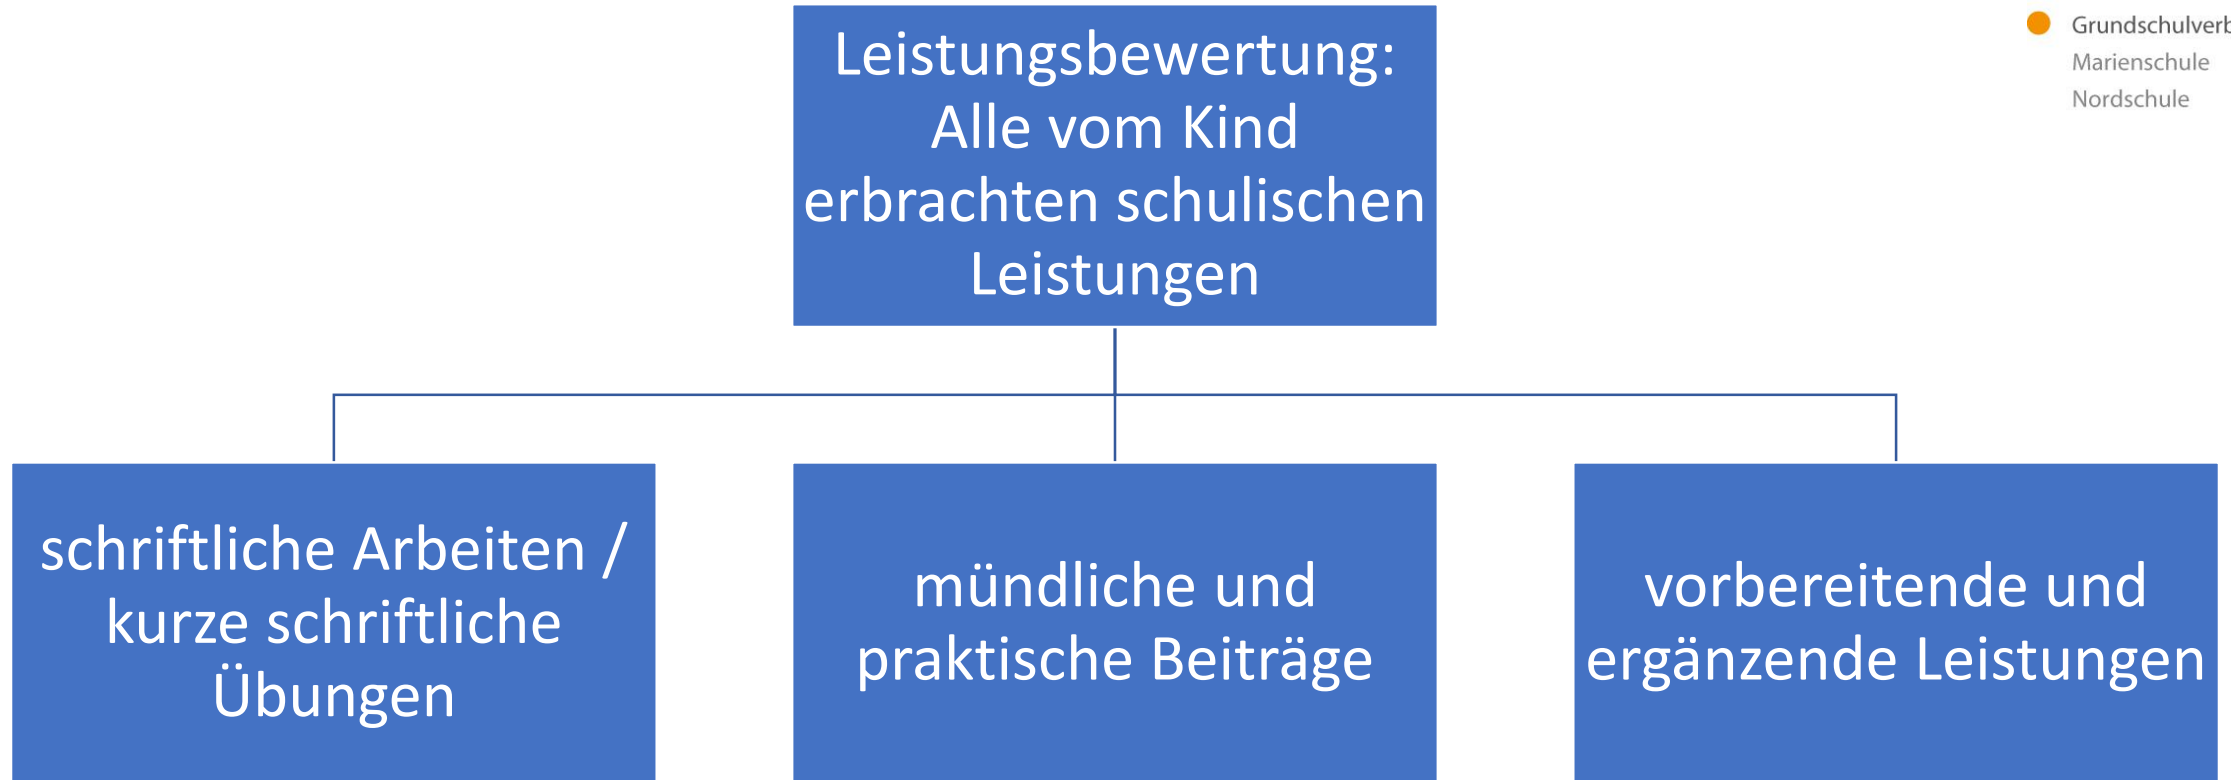 Leistungsbewertung:
Alle vom Kind
erbrachten schulischen
Leistungen
Grundschulverb
Marienschule
Nordschule
schriftliche Arbeiten /
kurze schriftliche
Übungen
mündliche und
praktische Beiträge
vorbereitende und
ergänzende Leistungen